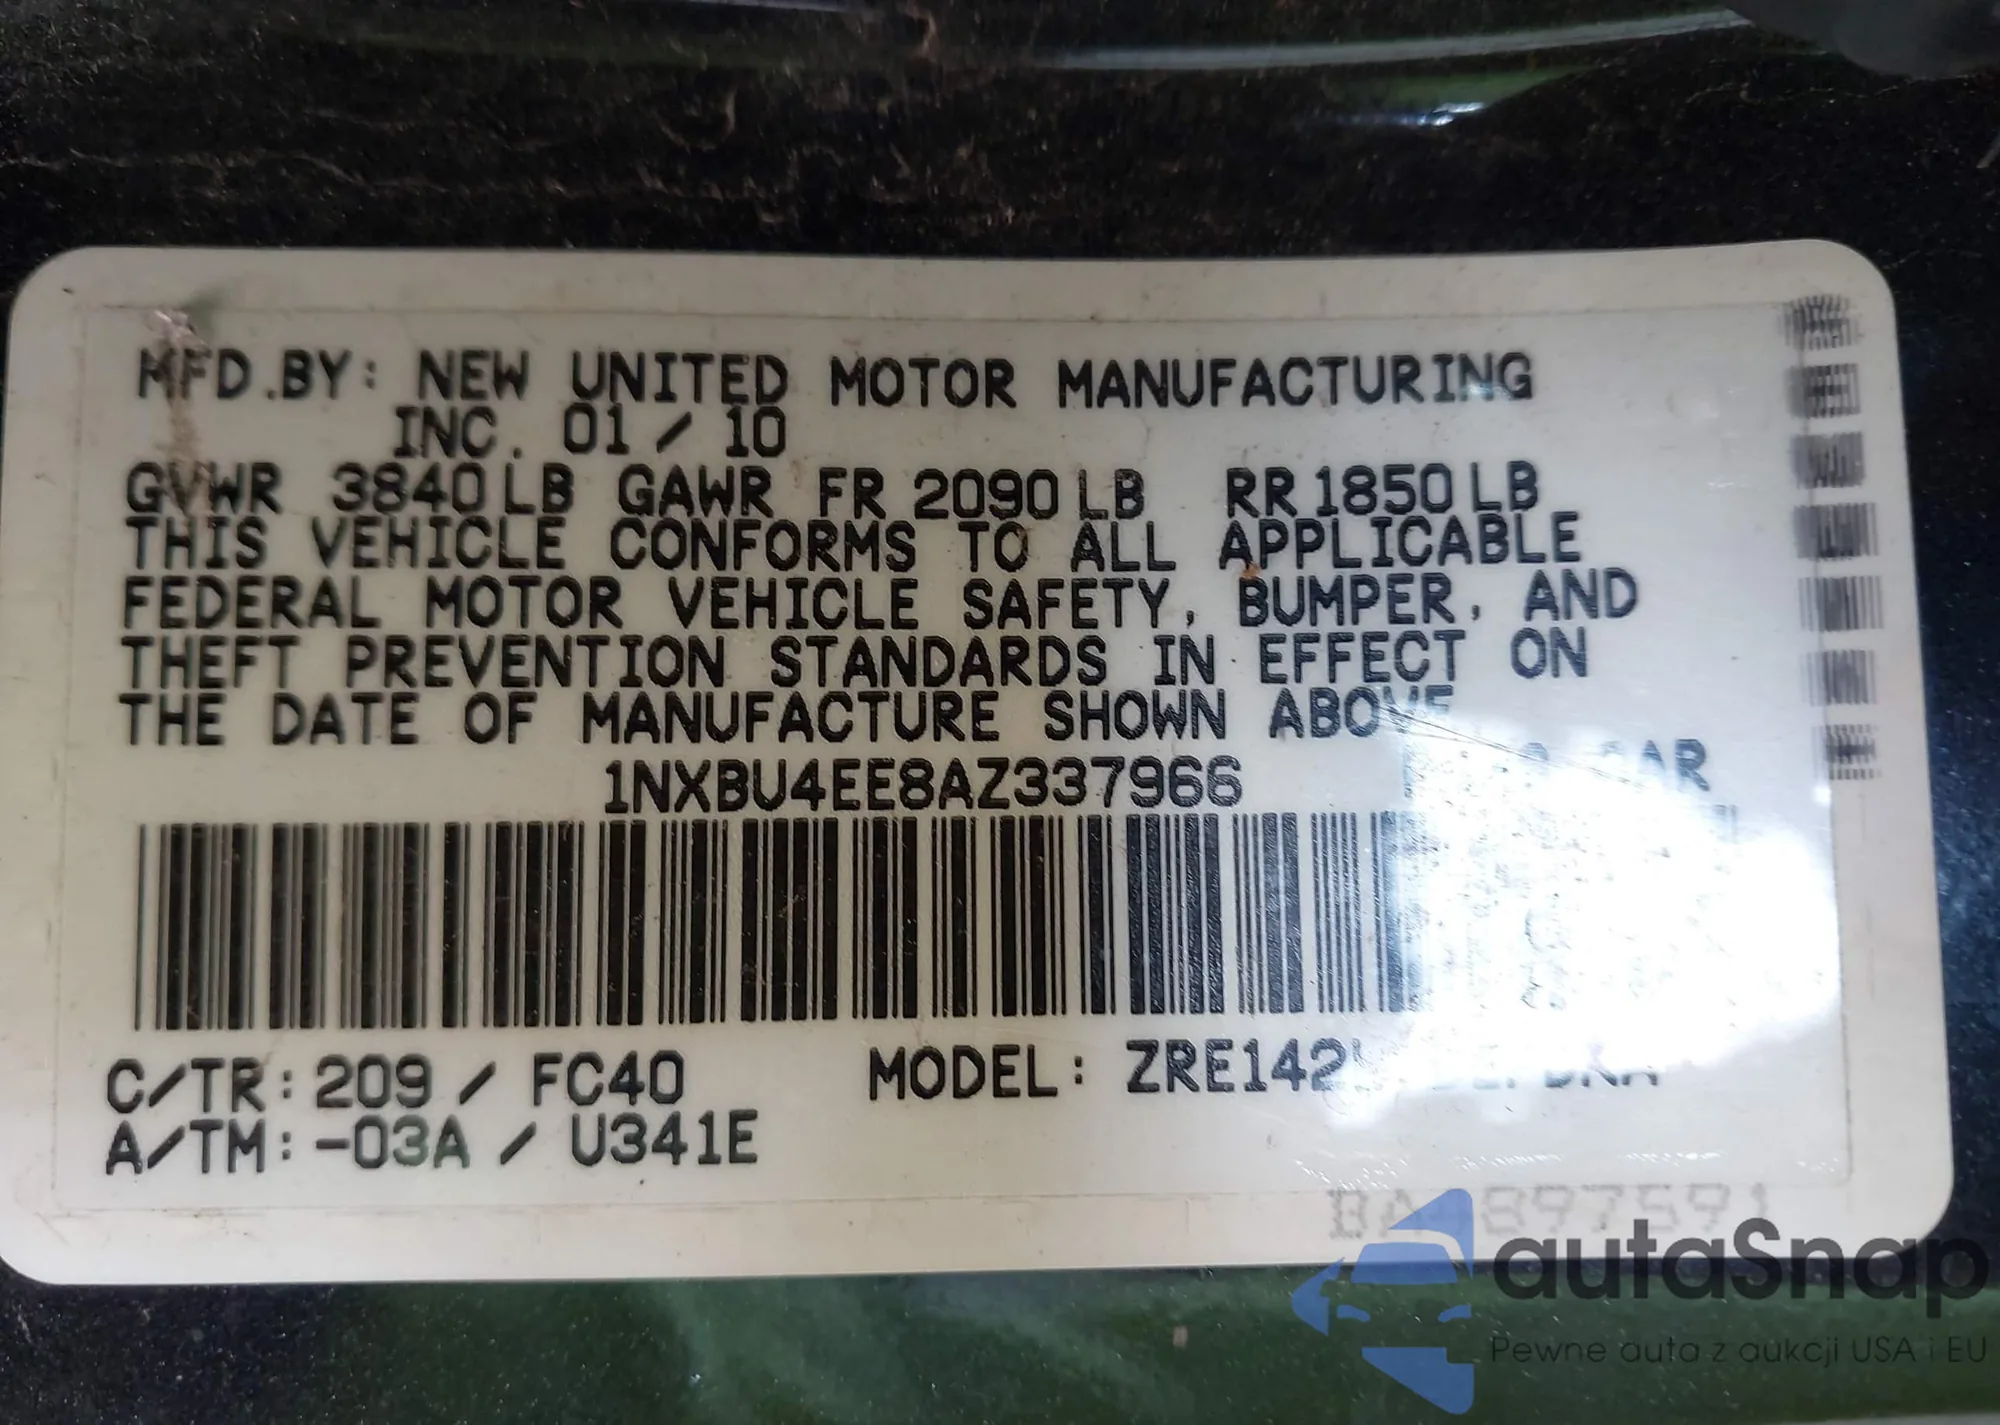 MFD.BY: NEW UNITED MOTOR MANUFACTURING
INC. 01 / 10
GVWR 3840 LB GAWR FR 2090 LB RR 1850 LB
THIS VEHICLE CONFORMS TO ALL APPLICABLE
FEDERAL MOTOR VEHICLE SAFETY, BUMPER, AND
THEFT PREVENTION STANDARDS IN EFFECT ON
THE DATE OF MANUFACTURE SHOWN ABOVE
1NXBU4EE8AZ337966 CAR
C/TR: 209 / FC40 MODEL:
A/TM: -03A / U341E
BA4897591
autaSnap
Pewne auta z aukcji USA i EU